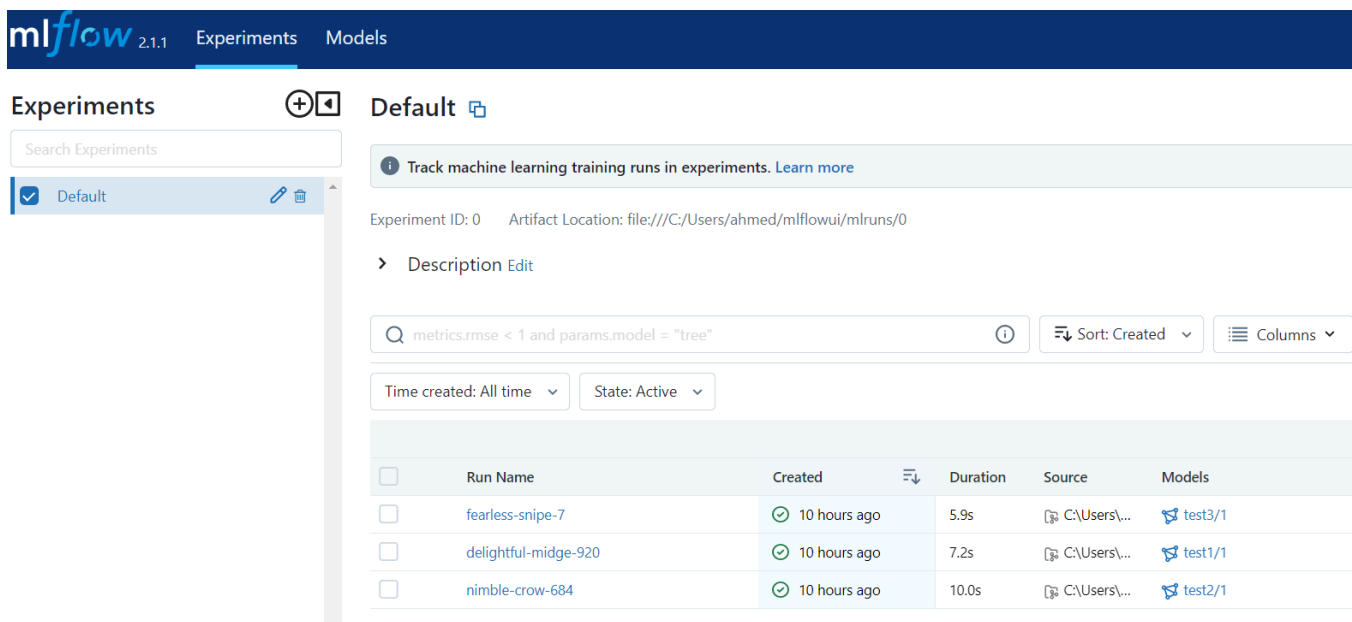 mlflow 2.1.1 Experiments Models
Experiments
Search Experiments
Default
Default
Track machine learning training runs in experiments. Learn more
Experiment ID: 0 Artifact Location: file:///C:/Users/ahmed/mlflowui/mlruns/0
Description Edit
metrics.rmse < 1 and params.model = "tree"
Sort: Created
Columns
Time created: All time
State: Active
Run Name Created Duration Source Models
fearless-snipe-7 10 hours ago 5.9s C:\Users\... test3/1
delightful-midge-920 10 hours ago 7.2s C:\Users\... test1/1
nimble-crow-684 10 hours ago 10.0s C:\Users\... test2/1